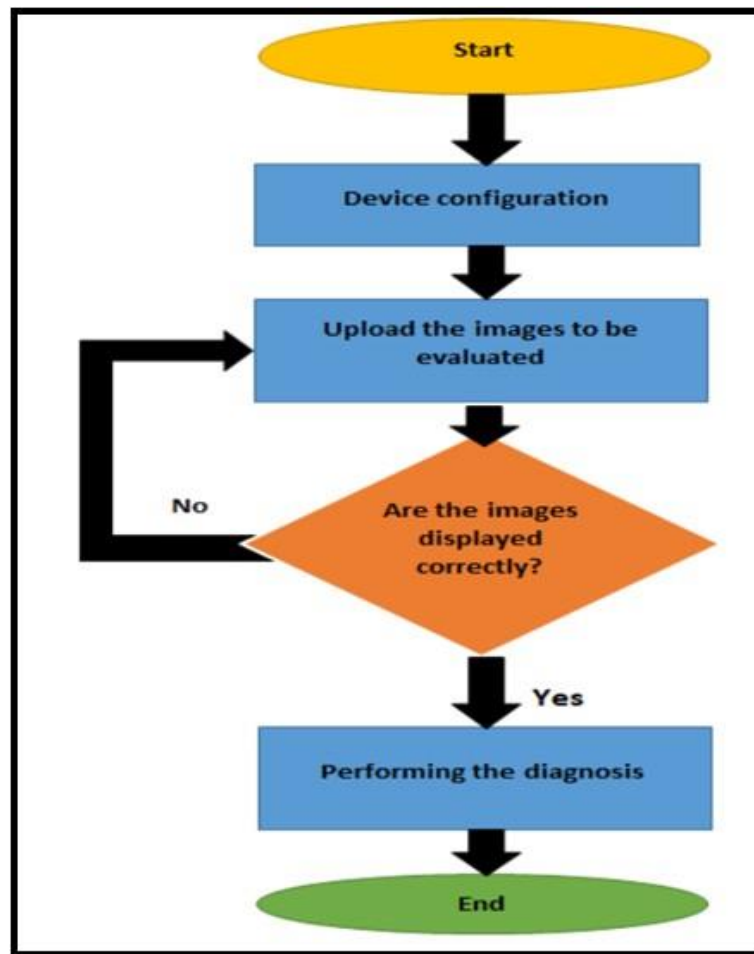 Start
Device configuration
Upload the images to be
evaluated
No
Are the images
displayed
correctly?
Yes
Performing the diagnosis
End